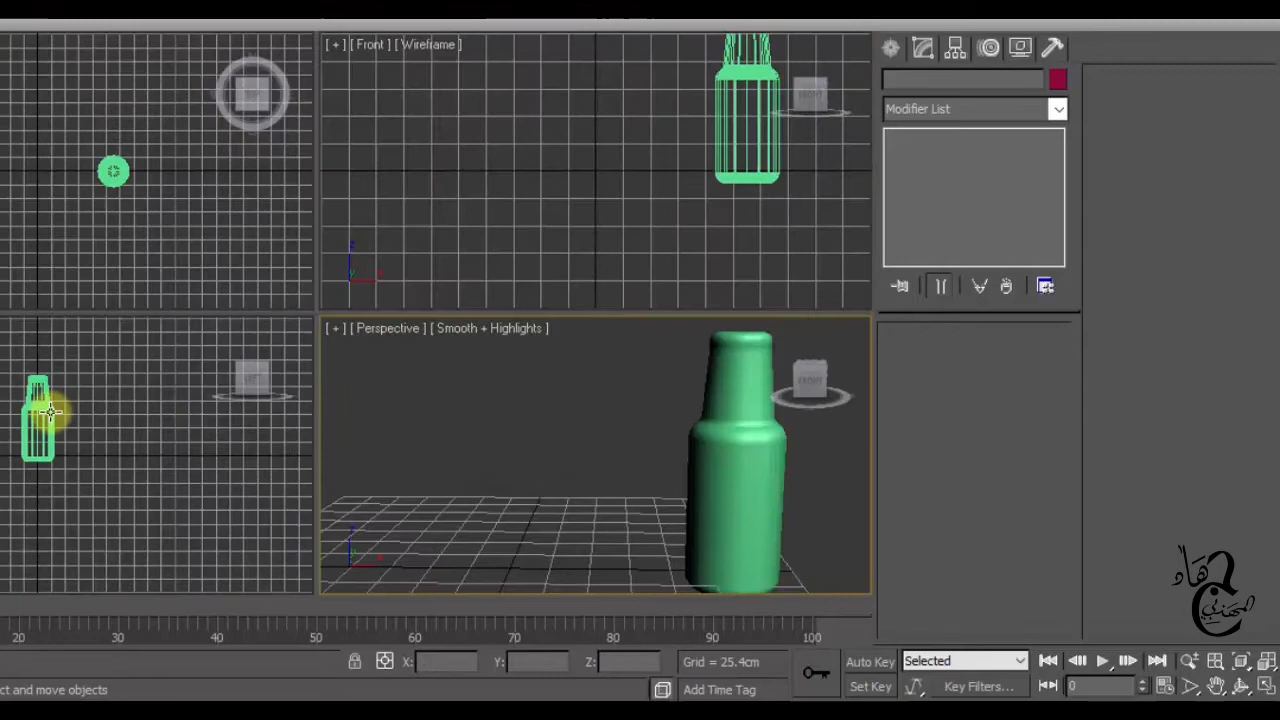 [ + ] [ Front ] [ Wireframe ]
Modifier List
[ + ] [ Perspective ] [ Smooth + Highlights ]
FRONT
20 30 40 50 60 70 80 90 100
X: Y: Z: Grid = 25.4cm Auto Key Selected
ct and move objects Add Time Tag Set Key Key Filters... 0